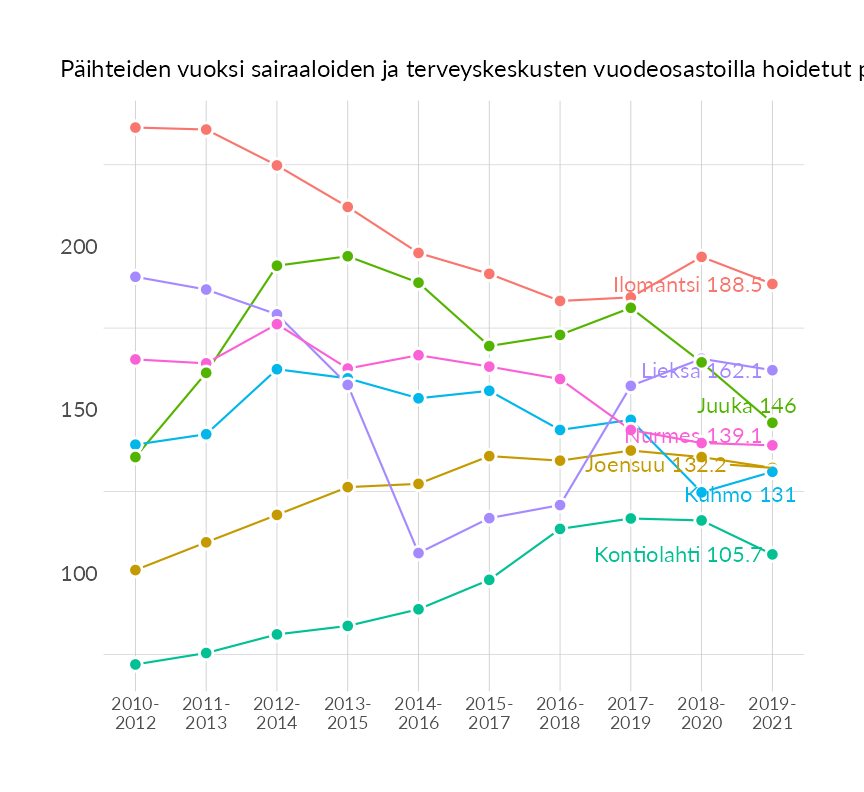 Päihteiden vuoksi sairaaloiden ja terveyskeskusten vuodeosastoilla hoidetut
200
150
100
Ilomantsi 188.5
Lieksa 162.1
Juuka 146
Nurmes 139.1
Joensuu 132.2
Kuhmo 131
Kontiolahti 105.7
2010-
2012
2011-
2013
2012-
2014
2013-
2015
2014-
2016
2015-
2017
2016-
2018
2017-
2019
2018-
2020
2019-
2021